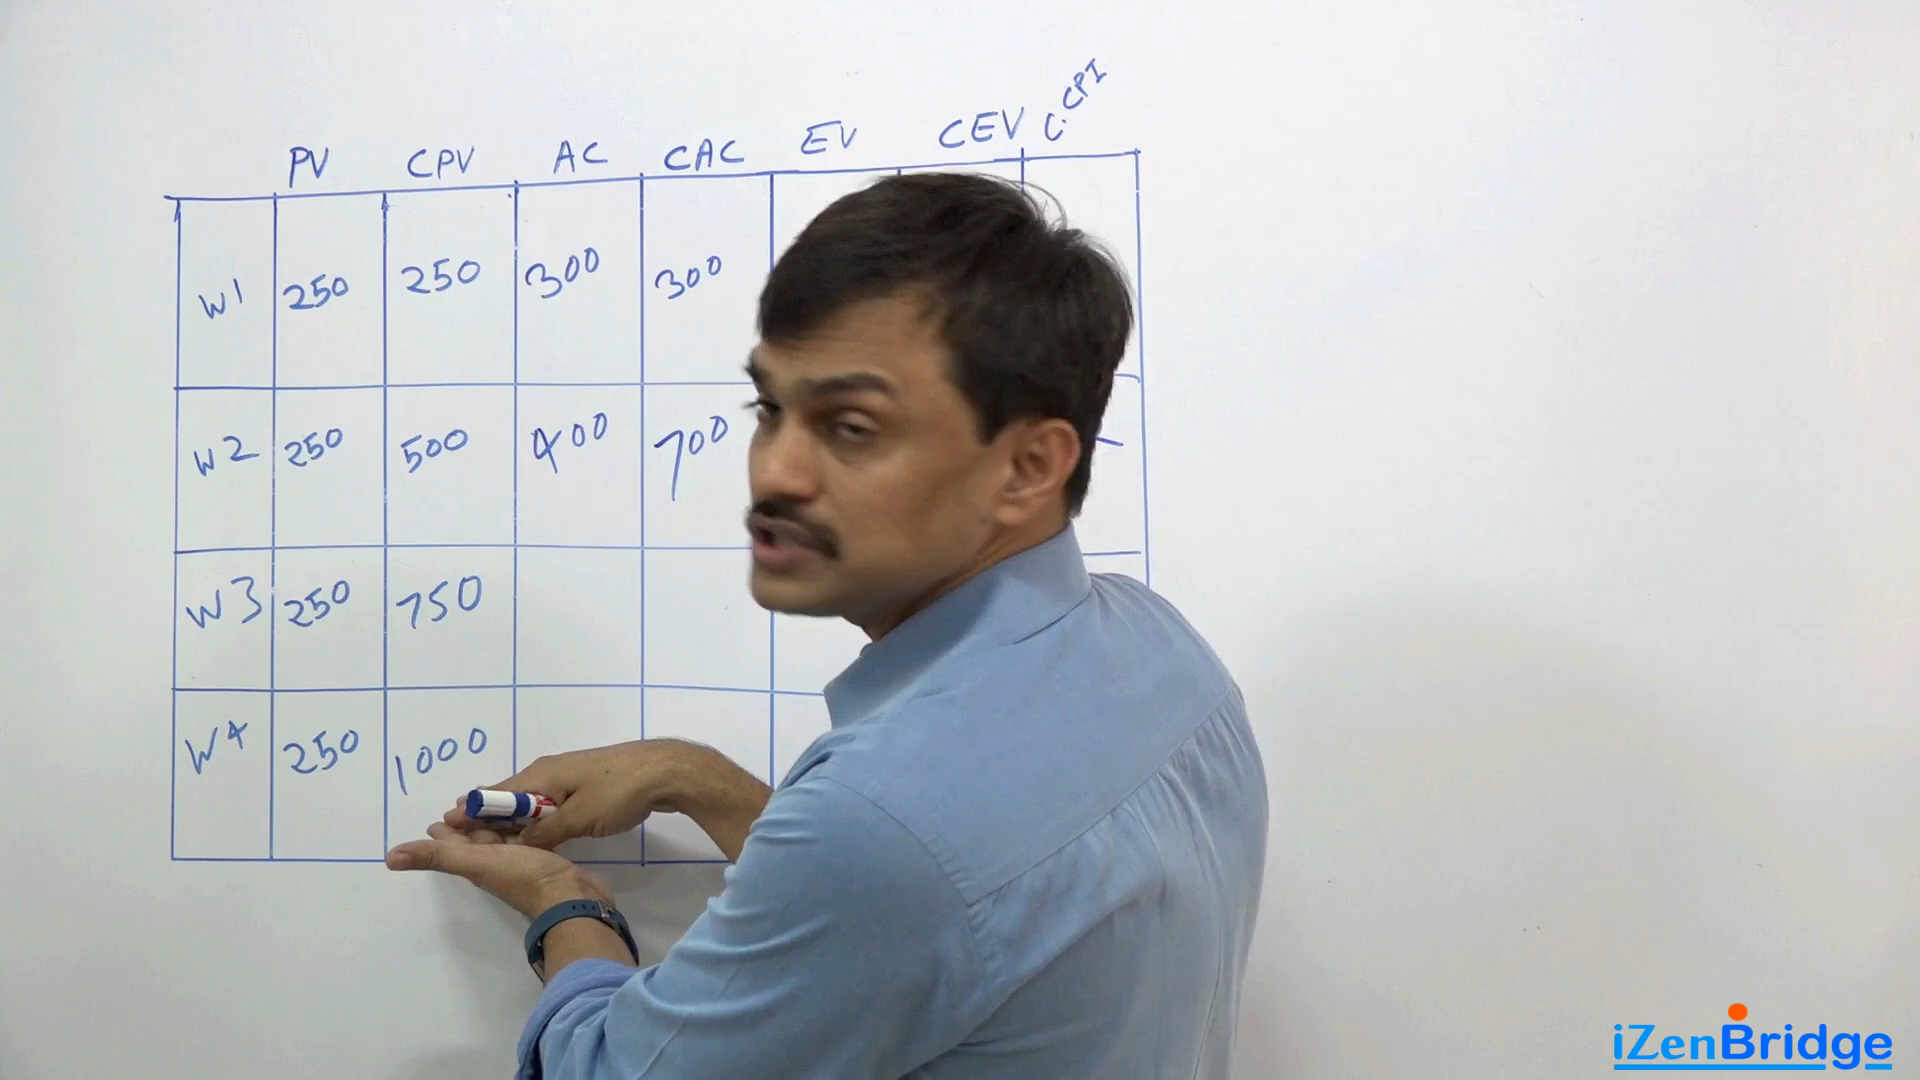 PV CPV AC CAC EV CEV CPI
W1 250 250 300 300
W2 250 500 400 700
W3 250 750
W4 250 1000
iZenBridge